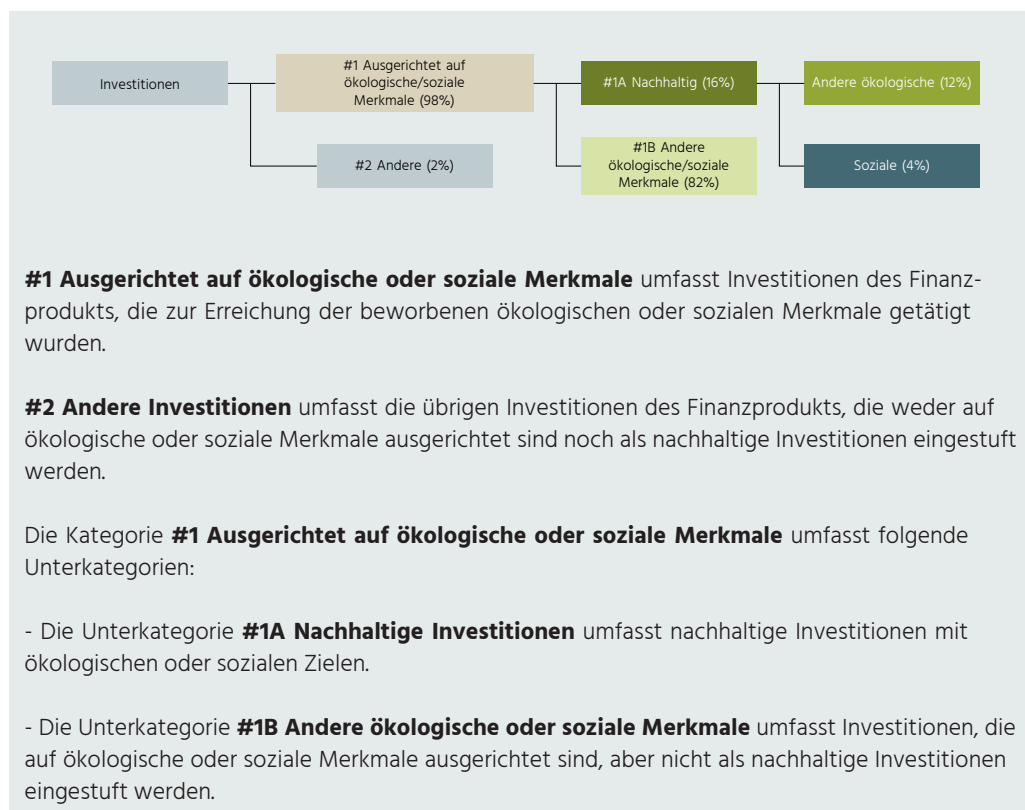 Investitionen
#1 Ausgerichtet auf
ökologische/soziale
Merkmale (98%)
#1A Nachhaltig (16%)
Andere ökologische (12%)
#2 Andere (2%)
#1B Andere
ökologische/soziale
Merkmale (82%)
Soziale (4%)
#1 Ausgerichtet auf ökologische oder soziale Merkmale umfasst Investitionen des Finanz-
produkts, die zur Erreichung der beworbenen ökologischen oder sozialen Merkmale getätigt
wurden.
#2 Andere Investitionen umfasst die übrigen Investitionen des Finanzprodukts, die weder auf
ökologische oder soziale Merkmale ausgerichtet sind noch als nachhaltige Investitionen eingestuft
werden.
Die Kategorie #1 Ausgerichtet auf ökologische oder soziale Merkmale umfasst folgende
Unterkategorien:
- Die Unterkategorie #1A Nachhaltige Investitionen umfasst nachhaltige Investitionen mit
ökologischen oder sozialen Zielen.
- Die Unterkategorie #1B Andere ökologische oder soziale Merkmale umfasst Investitionen, die
auf ökologische oder soziale Merkmale ausgerichtet sind, aber nicht als nachhaltige Investitionen
eingestuft werden.